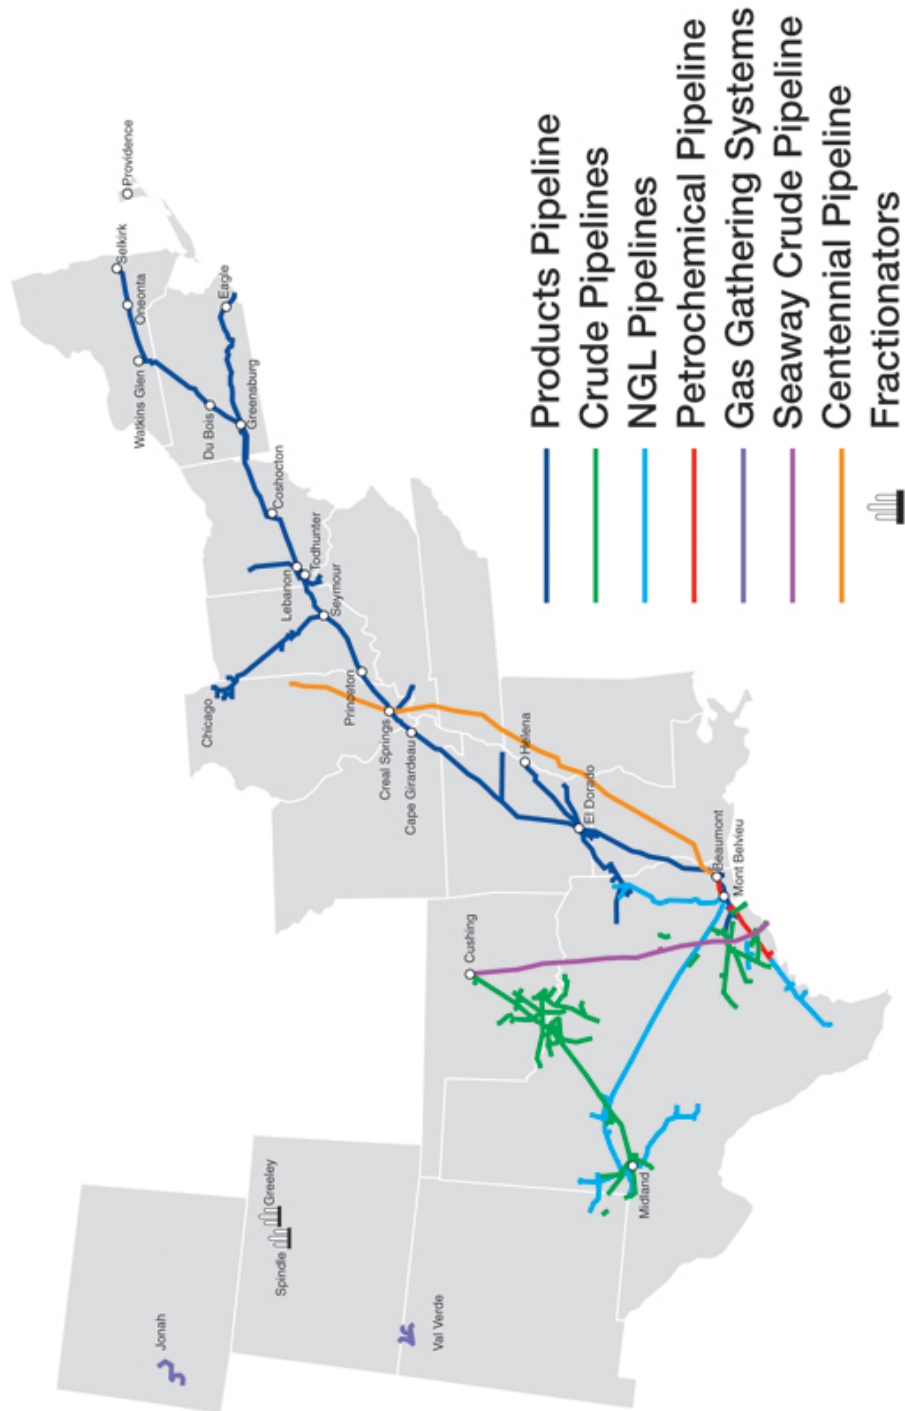 Providence
Selkirk
Oneonta
Watkins Glen
Eagle
Du Bois
Greensburg
Coshocton
Todhunter
Lebanon
Seymour
Chicago
Princeton
Creal Springs
Cape Girardeau
Helena
El Dorado
Beaumont
Mont Belvieu
Cushing
Midland
Greeley
Spindle
Jonah
Val Verde
Products Pipeline
Crude Pipelines
NGL Pipelines
Petrochemical Pipeline
Gas Gathering Systems
Seaway Crude Pipeline
Centennial Pipeline
Fractionators